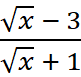 (√x − 3)/(√x + 1)